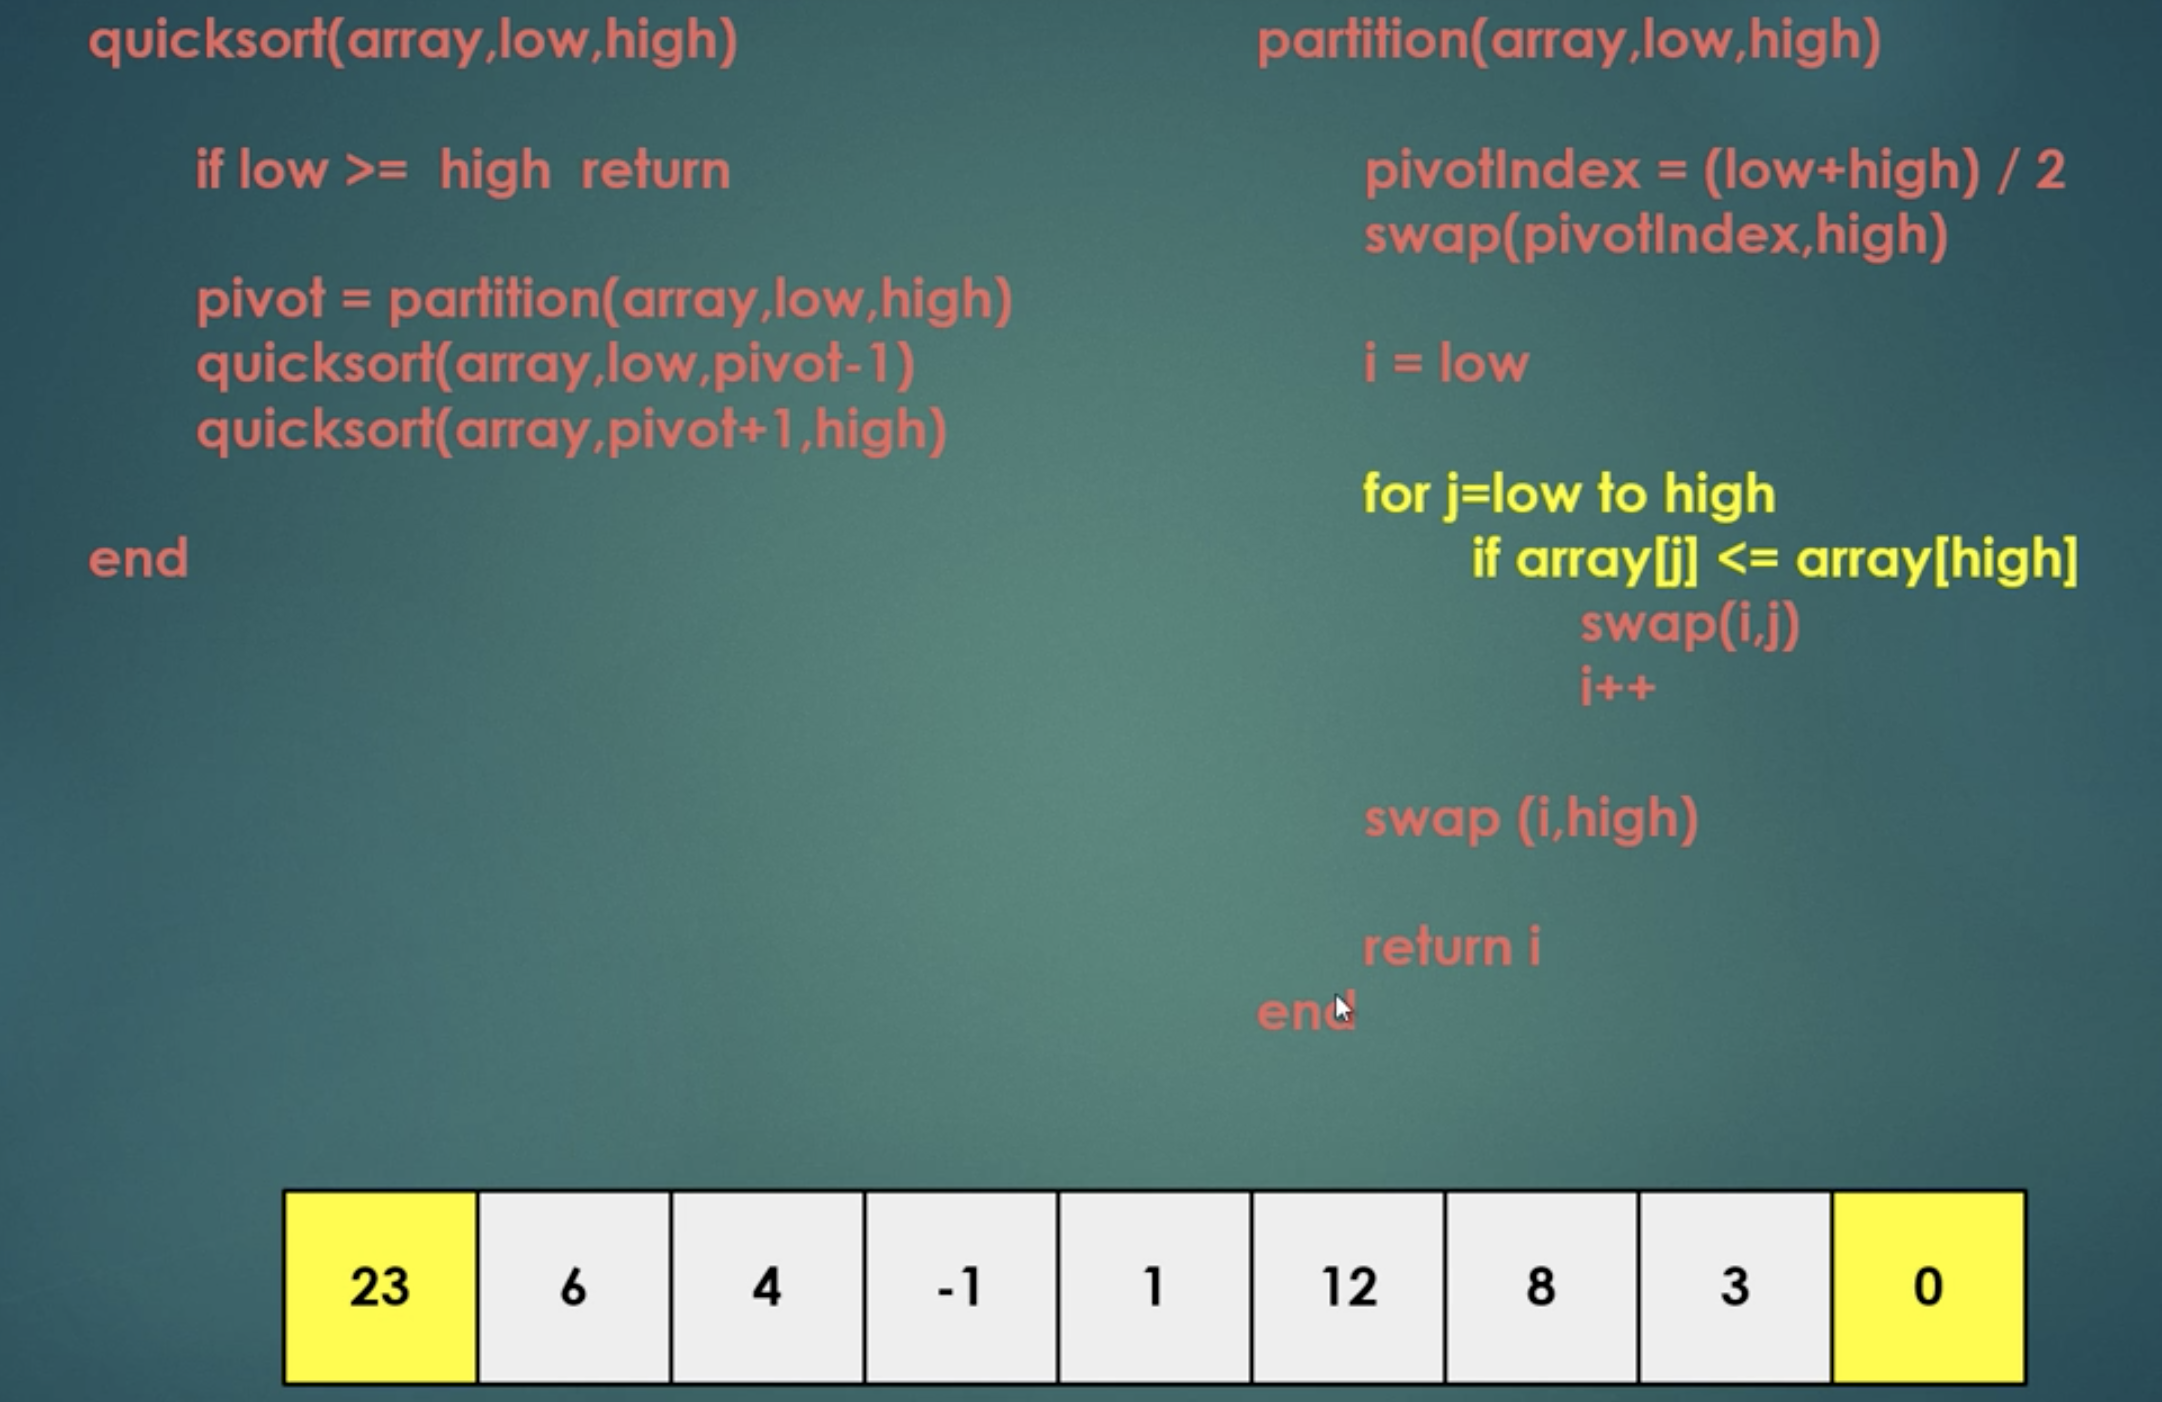 quicksort(array,low,high)
if low >= high return
pivot = partition(array,low,high)
quicksort(array,low,pivot-1)
quicksort(array,pivot+1,high)
end
partition(array,low,high)
pivotIndex = (low+high) / 2
swap(pivotIndex,high)
i = low
for j=low to high
if array[j] <= array[high]
swap(i,j)
i++
swap (i,high)
return i
end
23 6 4 -1 1 12 8 3 0